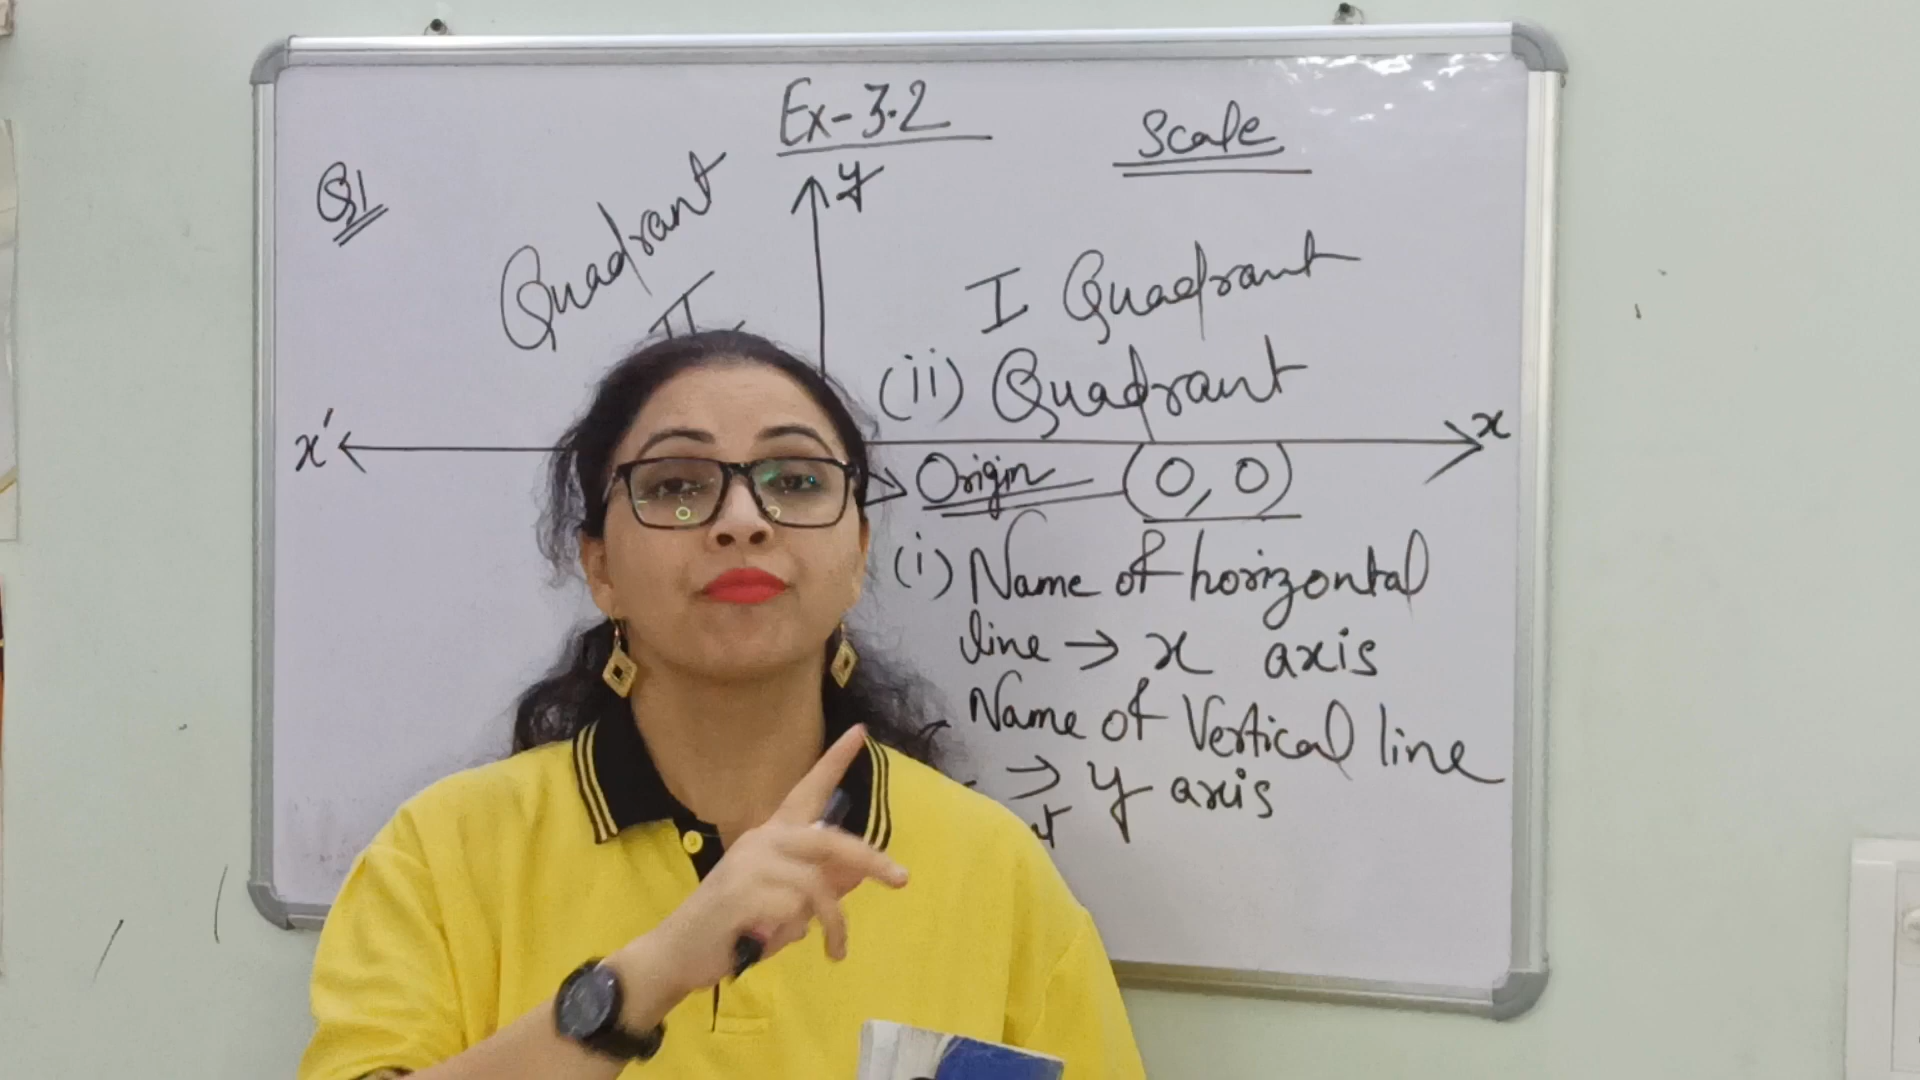 Ex-3.2
Scale
Q1
y
Quadrant
II
I Quadrant
(ii) Quadrant
x'
x
Origin (0, 0)
(i) Name of horizontal
line → x axis
Name of Vertical line
→ y axis